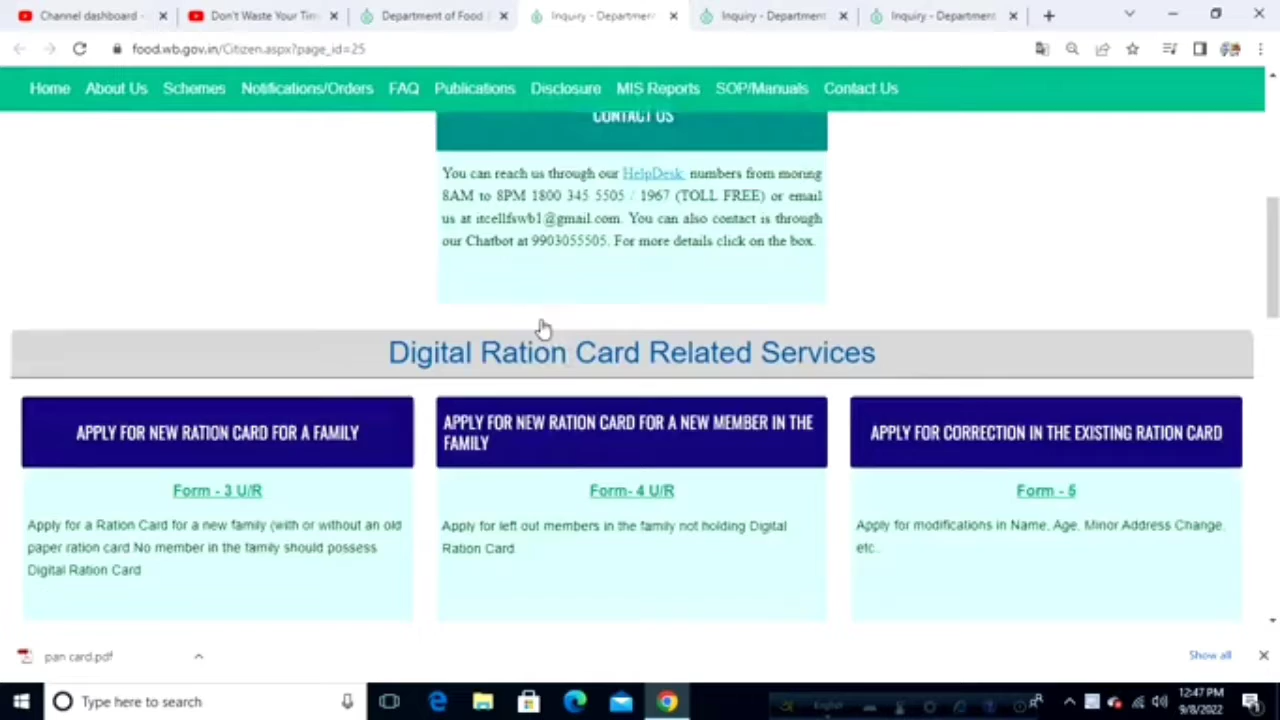 Channel dashboard -
Don't Waste Your Tim
Department of Food
Inquiry - Department
Inquiry - Department
Inquiry - Department
food.wb.gov.in/Citizen.aspx?page_id=25
Home About Us Schemes Notifications/Orders FAQ Publications Disclosure MIS Reports SOP/Manuals Contact Us
CONTACT US
You can reach us through our HelpDesk numbers from moring
8AM to 8PM 1800 345 5505 / 1967 (TOLL FREE) or email
us at itcellfswb1@gmail.com. You can also contact is through
our Chatbot at 9903055505. For more details click on the box.
Digital Ration Card Related Services
APPLY FOR NEW RATION CARD FOR A FAMILY
Form - 3 U/R
Apply for a Ration Card for a new family (with or without an old
paper ration card No member in the family should possess
Digital Ration Card
APPLY FOR NEW RATION CARD FOR A NEW MEMBER IN THE
FAMILY
Form- 4 U/R
Apply for left out members in the family not holding Digital
Ration Card
APPLY FOR CORRECTION IN THE EXISTING RATION CARD
Form - 5
Apply for modifications in Name, Age, Minor Address Change,
etc.
pan card.pdf
Show all
Type here to search
English
12:47 PM
9/8/2022